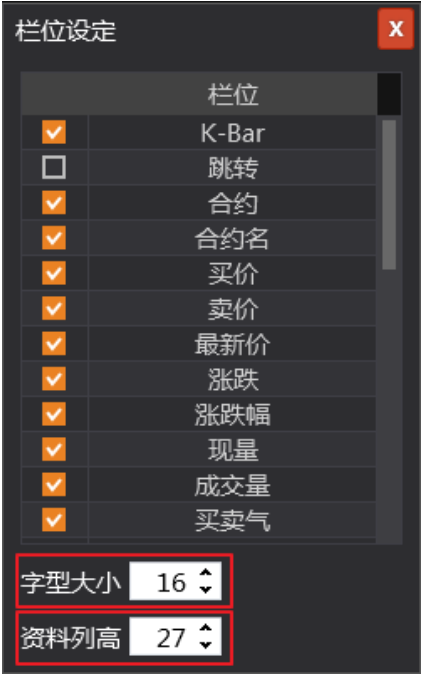 栏位设定
X
栏位
K-Bar
跳转
合约
合约名
买价
卖价
最新价
涨跌
涨跌幅
现量
成交量
买卖气
字型大小 16
资料列高 27